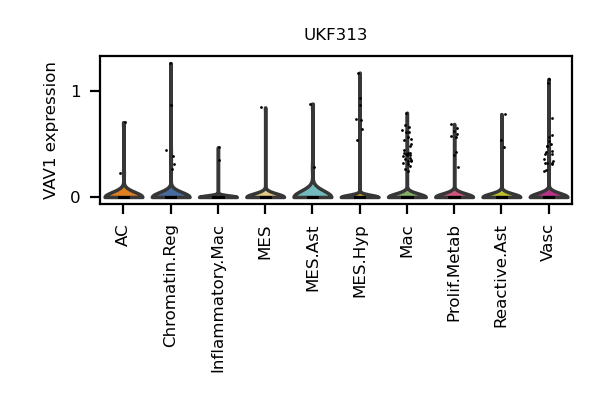 UKF313
VAV1 expression
1
0
AC
Chromatin.Reg
Inflammatory.Mac
MES
MES.Ast
MES.Hyp
Mac
Prolif.Metab
Reactive.Ast
Vasc